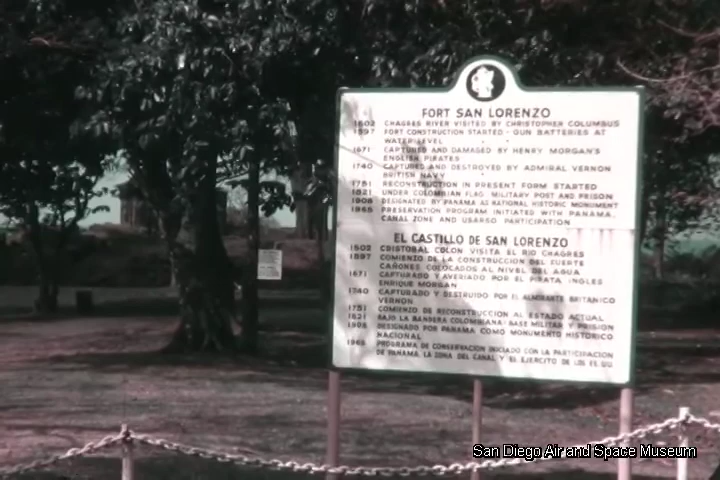 FORT SAN LORENZO
1502 CHAGRES RIVER VISITED BY CHRISTOPHER COLUMBUS
1597 FORT CONSTRUCTION STARTED - GUN BATTERIES AT
WATER LEVEL
1671 CAPTURED AND DAMAGED BY HENRY MORGAN'S
ENGLISH PIRATES
1740 CAPTURED AND DESTROYED BY ADMIRAL VERNON
BRITISH NAVY
1751 RECONSTRUCTION IN PRESENT FORM STARTED
1821 UNDER COLOMBIAN FLAG MILITARY POST AND PRISON
1908 DESIGNATED BY PANAMA AS NATIONAL HISTORIC MONUMENT
1965 PRESERVATION PROGRAM INITIATED WITH PANAMA,
CANAL ZONE AND USARSO PARTICIPATION
EL CASTILLO DE SAN LORENZO
1502 CRISTOBAL COLON VISITA EL RIO CHAGRES
1597 COMIENZO DE LA CONSTRUCCION DEL FUERTE
CAÑONES COLOCADOS AL NIVEL DEL AGUA
1671 CAPTURADO Y AVERIADO POR EL PIRATA INGLES
ENRIQUE MORGAN
1740 CAPTURADO Y DESTRUIDO POR EL ALMIRANTE BRITANICO
VERNON
1751 COMIENZO DE RECONSTRUCCION AL ESTADO ACTUAL
1821 BAJO LA BANDERA COLOMBIANA: BASE MILITAR Y PRISION
1908 DESIGNADO POR PANAMA COMO MONUMENTO HISTORICO
NACIONAL
1965 PROGRAMA DE CONSERVACION INICIADO CON LA PARTICIPACION
DE PANAMA, LA ZONA DEL CANAL Y EL EJERCITO DE LOS EE. UU.
San Diego Air and Space Museum